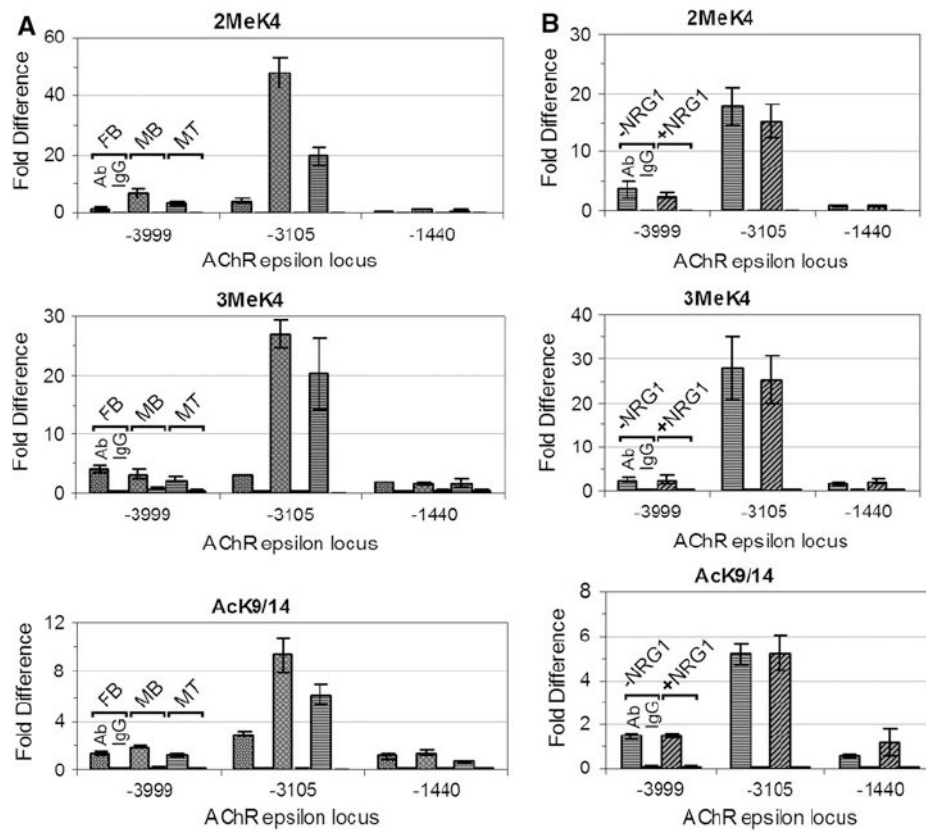 A
2MeK4
Fold Difference
60
40
20
0
FB MB MT
Ab
IgG
-3999 -3105 -1440
AChR epsilon locus
3MeK4
Fold Difference
30
20
10
0
FB MB MT
Ab
IgG
-3999 -3105 -1440
AChR epsilon locus
AcK9/14
Fold Difference
12
8
4
0
FB MB MT
Ab
IgG
-3999 -3105 -1440
AChR epsilon locus
B
2MeK4
Fold Difference
30
20
10
0
-NRG1 +NRG1
Ab
IgG
-3999 -3105 -1440
AChR epsilon locus
3MeK4
Fold Difference
40
30
20
10
0
-NRG1 +NRG1
Ab
IgG
-3999 -3105 -1440
AChR epsilon locus
AcK9/14
Fold Difference
8
6
4
2
0
-NRG1 +NRG1
Ab
IgG
-3999 -3105 -1440
AChR epsilon locus